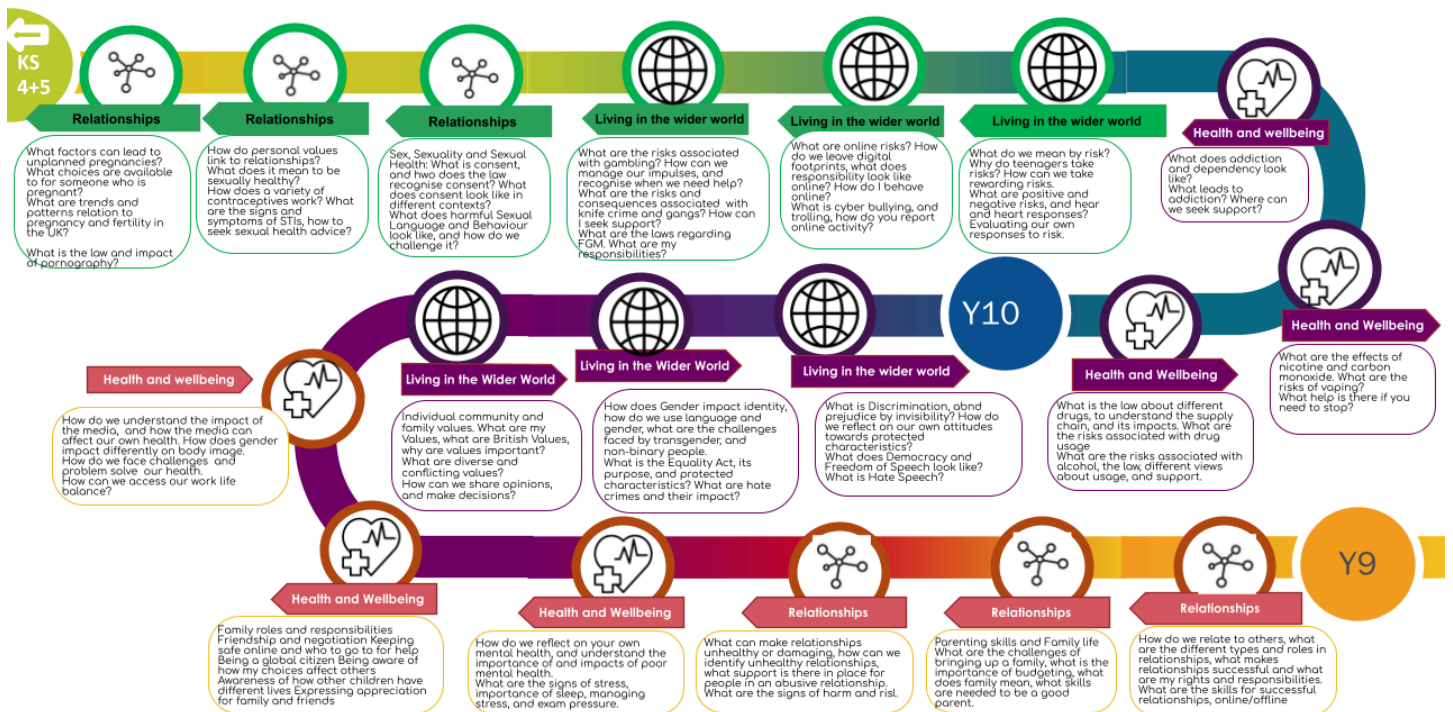 KS
4+5
Relationships
What factors can lead to
unplanned pregnancies?
What choices are available
to for someone who is
pregnant?
What are trends and
patterns relation to
pregnancy and fertility in
the UK?
What is the law and impact
of pornography?
Relationships
How do personal values
link to relationships?
What does it mean to be
sexually healthy?
How does a variety of
contraceptives work? What
are the signs and
symptoms of STIs, how to
seek sexual health advice?
Relationships
Sex, Sexuality and Sexual
Health: What is consent,
and hwo does the law
recognise consent? What
does consent look like in
different contexts?
What does harmful Sexual
Language and Behaviour
look like, and how do we
challenge it?
Living in the wider world
What are the risks associated
with gambling? How can we
manage our impulses, and
recognise when we need help?
What are the risks and
consequences associated with
knife crime and gangs? How can
I seek support?
What are the laws regarding
FGM. What are my
responsibilities?
Living in the wider world
What are online risks? How
do we leave digital
footprints, what does
responsibility look like
online? How do I behave
online?
What is cyber bullying, and
trolling, how do you report
online activity?
Living in the wider world
What do we mean by risk?
Why do teenagers take
risks? How can we take
rewarding risks.
What are positive and
negative risks, and hear
and heart responses?
Evaluating our own
responses to risk.
Health and wellbeing
What does addiction
and dependency look
like?
What leads to
addiction? Where can
we seek support?
Health and Wellbeing
What are the effects of
nicotine and carbon
monoxide. What are the
risks of vaping?
What help is there if you
need to stop?
Health and Wellbeing
What is the law about different
drugs, to understand the supply
chain, and its impacts. What are
the risks associated with drug
usage
What are the risks associated with
alcohol, the law, different views
about usage, and support.
Y10
Living in the wider world
What is Discrimination, abnd
prejudice by invisibility? How do
we reflect on our own attitudes
towards protected
characteristics?
What does Democracy and
Freedom of Speech look like?
What is Hate Speech?
Living in the Wider World
How does Gender impact identity,
how do we use language and
gender, what are the challenges
faced by transgender, and
non-binary people.
What is the Equality Act, its
purpose, and protected
characteristics? What are hate
crimes and their impact?
Living in the Wider World
Individual community and
family values. What are my
Values, what are British Values,
why are values important?
What are diverse and
conflicting values?
How can we share opinions,
and make decisions?
Health and wellbeing
How do we understand the impact of
the media, and how the media can
affect our own health. How does gender
impact differently on body image.
How do we face challenges and
problem solve our health.
How can we access our work life
balance?
Health and Wellbeing
Family roles and responsibilities
Friendship and negotiation Keeping
safe online and who to go to for help
Being a global citizen Being aware of
how my choices affect others
Awareness of how other children have
different lives Expressing appreciation
for family and friends
Health and Wellbeing
How do we reflect on your own
mental health, and understand the
importance of and impacts of poor
mental health.
What are the signs of stress,
importance of sleep, managing
stress, and exam pressure.
Relationships
What can make relationships
unhealthy or damaging, how can we
identify unhealthy relationships,
what support is there in place for
people in an abusive relationship.
What are the signs of harm and risl.
Relationships
Parenting skills and Family life
What are the challenges of
bringing up a family, what is the
importance of budgeting, what
does family mean, what skills
are needed to be a good
parent.
Relationships
How do we relate to others, what
are the different types and roles in
relationships, what makes
relationships successful and what
are my rights and responsibilities.
What are the skills for successful
relationships, online/offline
Y9